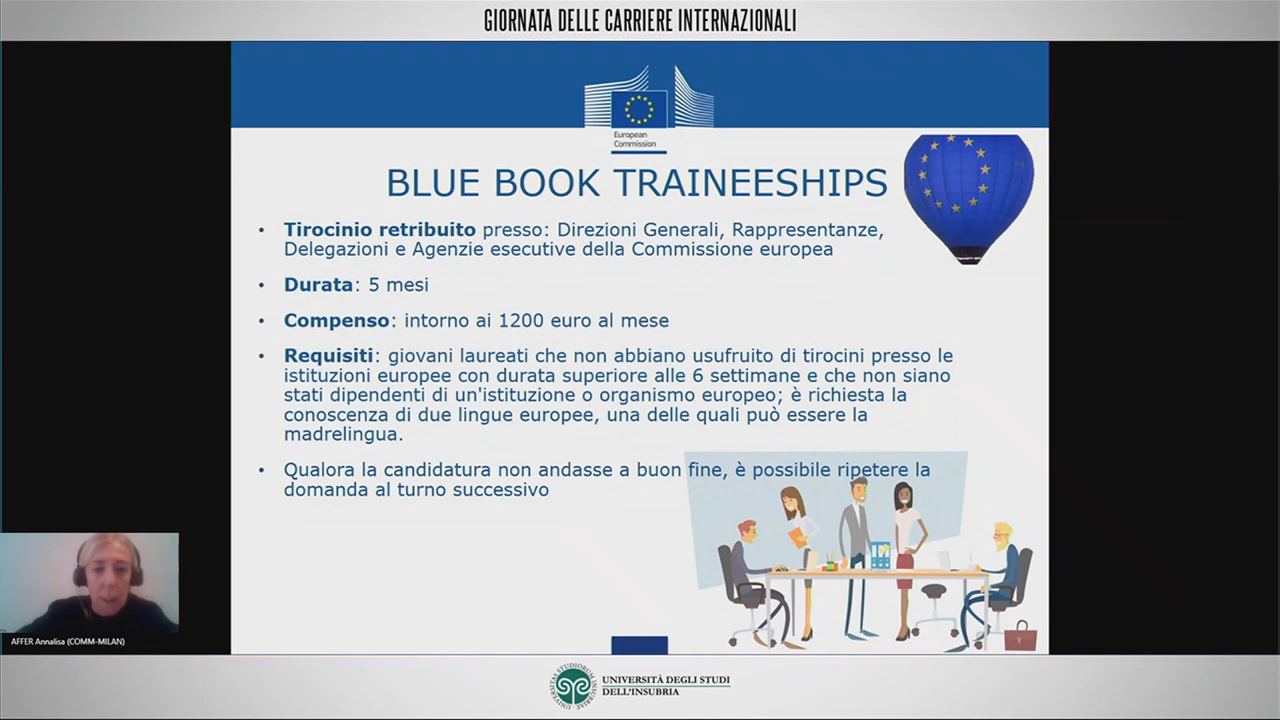 GIORNATA DELLE CARRIERE INTERNAZIONALI
European
Commission
BLUE BOOK TRAINEESHIPS
• Tirocinio retribuito presso: Direzioni Generali, Rappresentanze,
Delegazioni e Agenzie esecutive della Commissione europea
• Durata: 5 mesi
• Compenso: intorno ai 1200 euro al mese
• Requisiti: giovani laureati che non abbiano usufruito di tirocini presso le
istituzioni europee con durata superiore alle 6 settimane e che non siano
stati dipendenti di un'istituzione o organismo europeo; è richiesta la
conoscenza di due lingue europee, una delle quali può essere la
madrelingua.
• Qualora la candidatura non andasse a buon fine, è possibile ripetere la
domanda al turno successivo
AFFER Annalisa (COMM-MILAN)
UNIVERSITÀ DEGLI STUDI
DELL'INSUBRIA